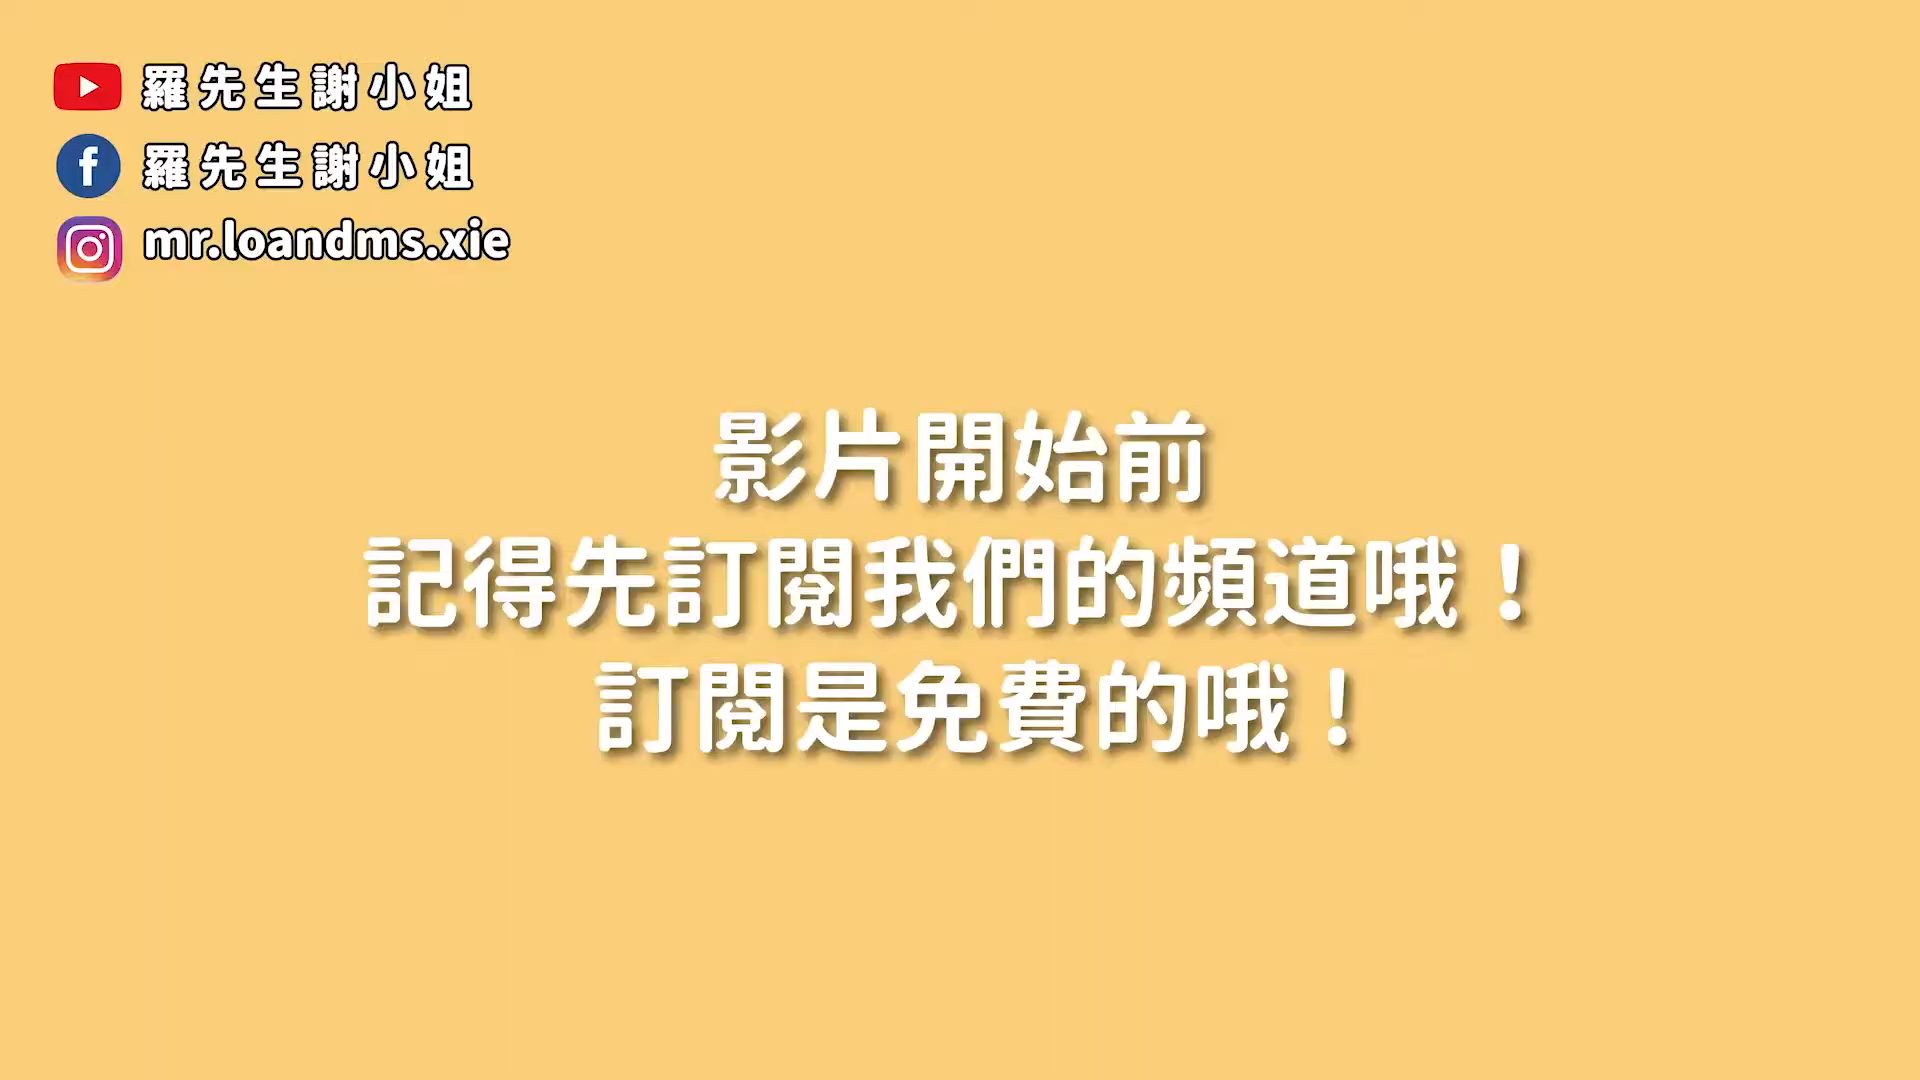 羅先生謝小姐
羅先生謝小姐
mr.loandms.xie
影片開始前
記得先訂閱我們的頻道哦！
訂閱是免費的哦！